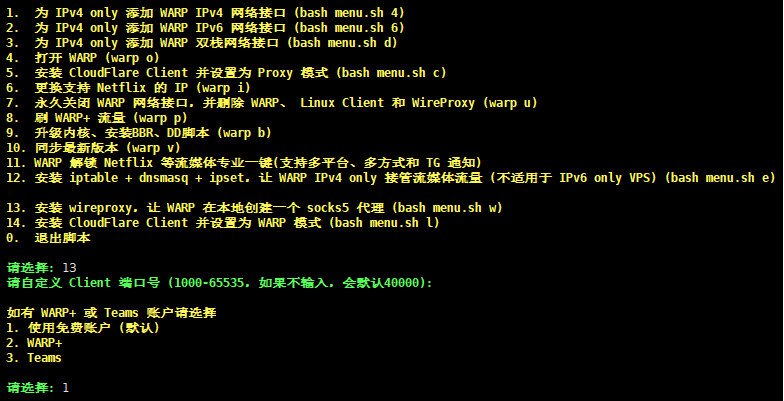 1.  为 IPv4 only 添加 WARP IPv4 网络接口 (bash menu.sh 4)
2.  为 IPv4 only 添加 WARP IPv6 网络接口 (bash menu.sh 6)
3.  为 IPv4 only 添加 WARP 双栈网络接口 (bash menu.sh d)
4.  打开 WARP (warp o)
5.  安装 CloudFlare Client 并设置为 Proxy 模式 (bash menu.sh c)
6.  更换支持 Netflix 的 IP (warp i)
7.  永久关闭 WARP 网络接口，并删除 WARP、 Linux Client 和 WireProxy (warp u)
8.  刷 WARP+ 流量 (warp p)
9.  升级内核、安装BBR、DD脚本 (warp b)
10. 同步最新版本 (warp v)
11. WARP 解锁 Netflix 等流媒体专业一键(支持多平台、多方式和 TG 通知)
12. 安装 iptable + dnsmasq + ipset，让 WARP IPv4 only 接管流媒体流量 (不适用于 IPv6 only VPS) (bash menu.sh e)
13. 安装 wireproxy，让 WARP 在本地创建一个 socks5 代理 (bash menu.sh w)
14. 安装 CloudFlare Client 并设置为 WARP 模式 (bash menu.sh l)
0.  退出脚本
请选择: 13
请自定义 Client 端口号 (1000-65535，如果不输入，会默认40000):
如有 WARP+ 或 Teams 账户请选择
1. 使用免费账户 (默认)
2. WARP+
3. Teams
请选择: 1